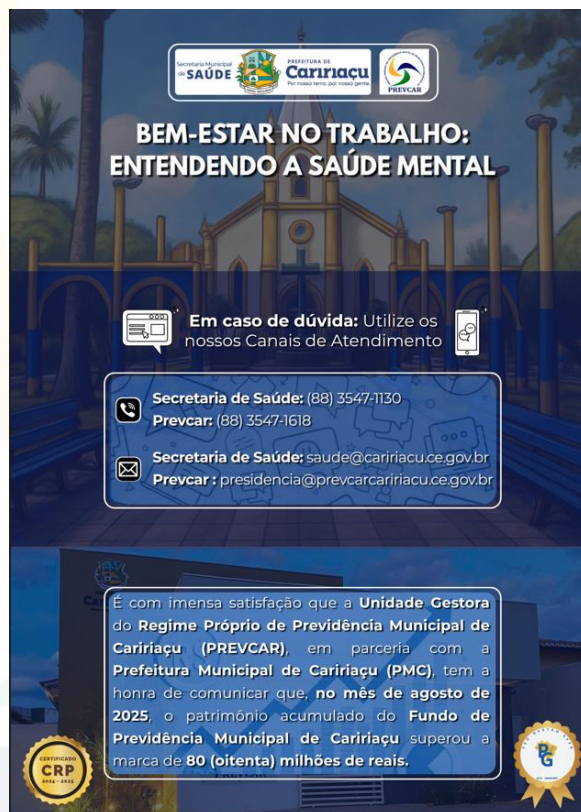 Secretaria Municipal
de SAÚDE
PREFEITURA DE
Caririaçu
Por nossa terra, por nossa gente.
PREVCAR
BEM-ESTAR NO TRABALHO:
ENTENDENDO A SAÚDE MENTAL
Em caso de dúvida: Utilize os
nossos Canais de Atendimento
Secretaria de Saúde: (88) 3547-1130
Prevcar: (88) 3547-1618
Secretaria de Saúde: saude@caririacu.ce.gov.br
Prevcar : presidencia@prevcarcaririacu.ce.gov.br
É com imensa satisfação que a Unidade Gestora
do Regime Próprio de Previdência Municipal de
Caririaçu (PREVCAR), em parceria com a
Prefeitura Municipal de Caririaçu (PMC), tem a
honra de comunicar que, no mês de agosto de
2025, o patrimônio acumulado do Fundo de
Previdência Municipal de Caririaçu superou a
marca de 80 (oitenta) milhões de reais.
CERTIFICADO
CRP
2024 - 2025
PG